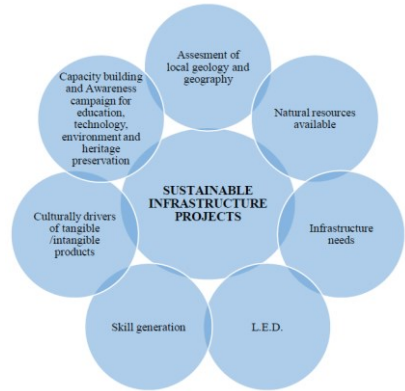 Assesment of
local geology and
geography
Natural resources
available
Infrastructure
needs
L.E.D.
Skill generation
Culturally drivers
of tangible
/intangible
products
Capacity building
and Awareness
campaign for
education,
technology,
environment and
heritage
preservation
SUSTAINABLE
INFRASTRUCTURE
PROJECTS